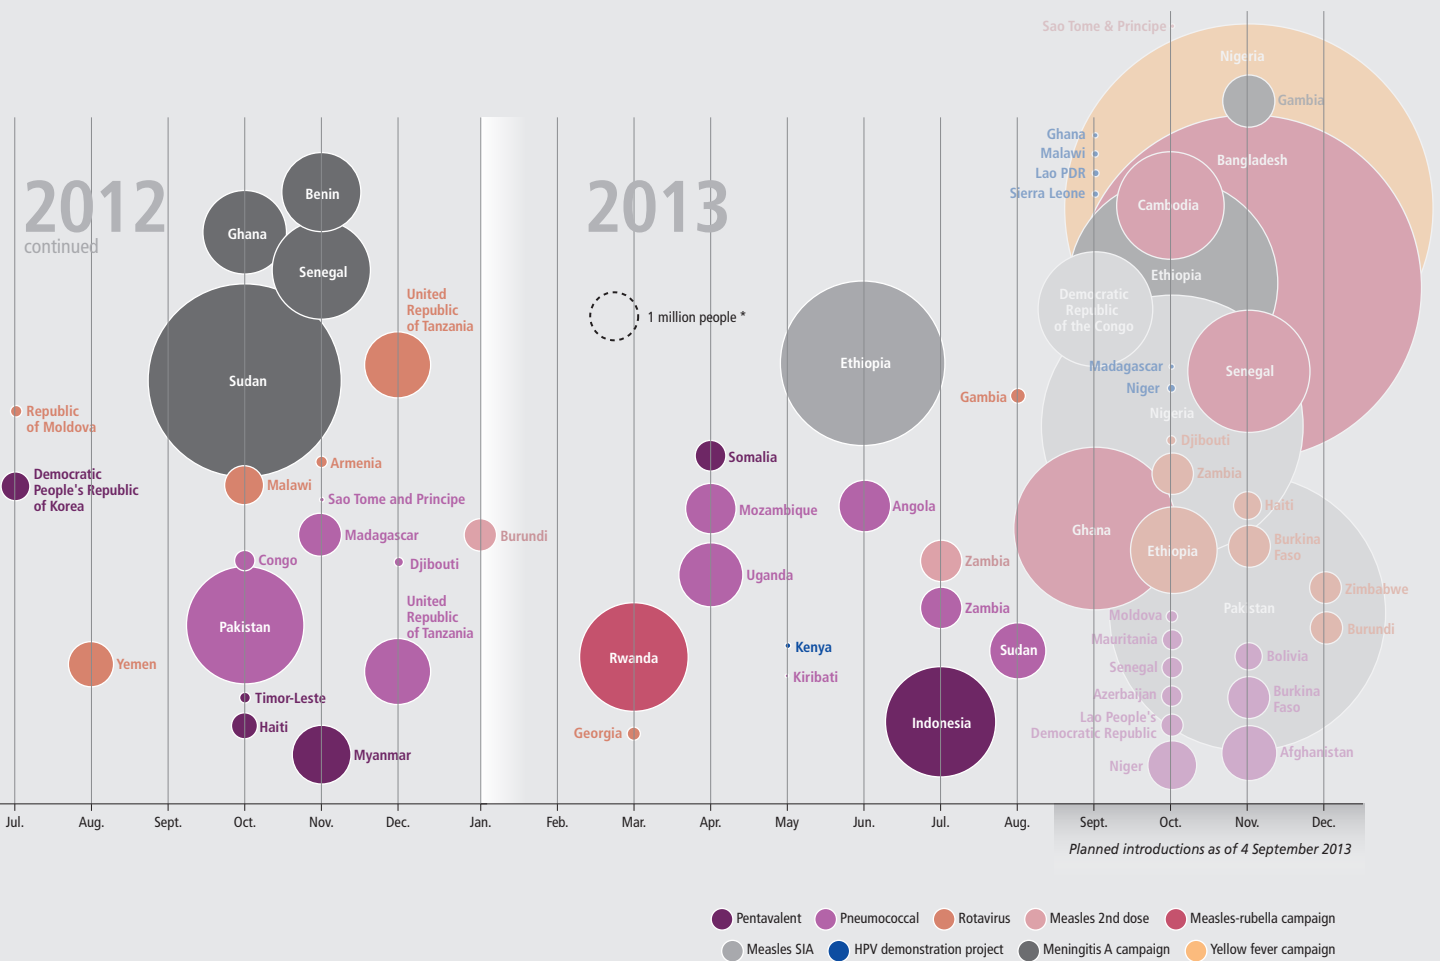 2012
continued
Benin
Ghana
Senegal
Sudan
United
Republic
of Tanzania
Republic
of Moldova
Democratic
People's Republic
of Korea
Armenia
Malawi
Sao Tome and Principe
Madagascar
Congo
Djibouti
Pakistan
United
Republic
of Tanzania
Yemen
Timor-Leste
Haiti
Myanmar
Burundi
2013
1 million people *
Ethiopia
Gambia
Somalia
Mozambique
Angola
Uganda
Zambia
Zambia
Kenya
Kiribati
Sudan
Rwanda
Georgia
Indonesia
Sao Tome & Principe
Nigeria
Gambia
Ghana
Malawi
Lao PDR
Sierra Leone
Bangladesh
Cambodia
Ethiopia
Democratic
Republic
of the Congo
Madagascar
Niger
Senegal
Nigeria
Djibouti
Zambia
Haiti
Ghana
Ethiopia
Burkina
Faso
Zimbabwe
Pakistan
Burundi
Moldova
Mauritania
Senegal
Bolivia
Azerbaijan
Burkina
Faso
Lao People's
Democratic Republic
Niger
Afghanistan
Jul.
Aug.
Sept.
Oct.
Nov.
Dec.
Jan.
Feb.
Mar.
Apr.
May
Jun.
Jul.
Aug.
Sept.
Oct.
Nov.
Dec.
Planned introductions as of 4 September 2013
Pentavalent
Pneumococcal
Rotavirus
Measles 2nd dose
Measles-rubella campaign
Measles SIA
HPV demonstration project
Meningitis A campaign
Yellow fever campaign